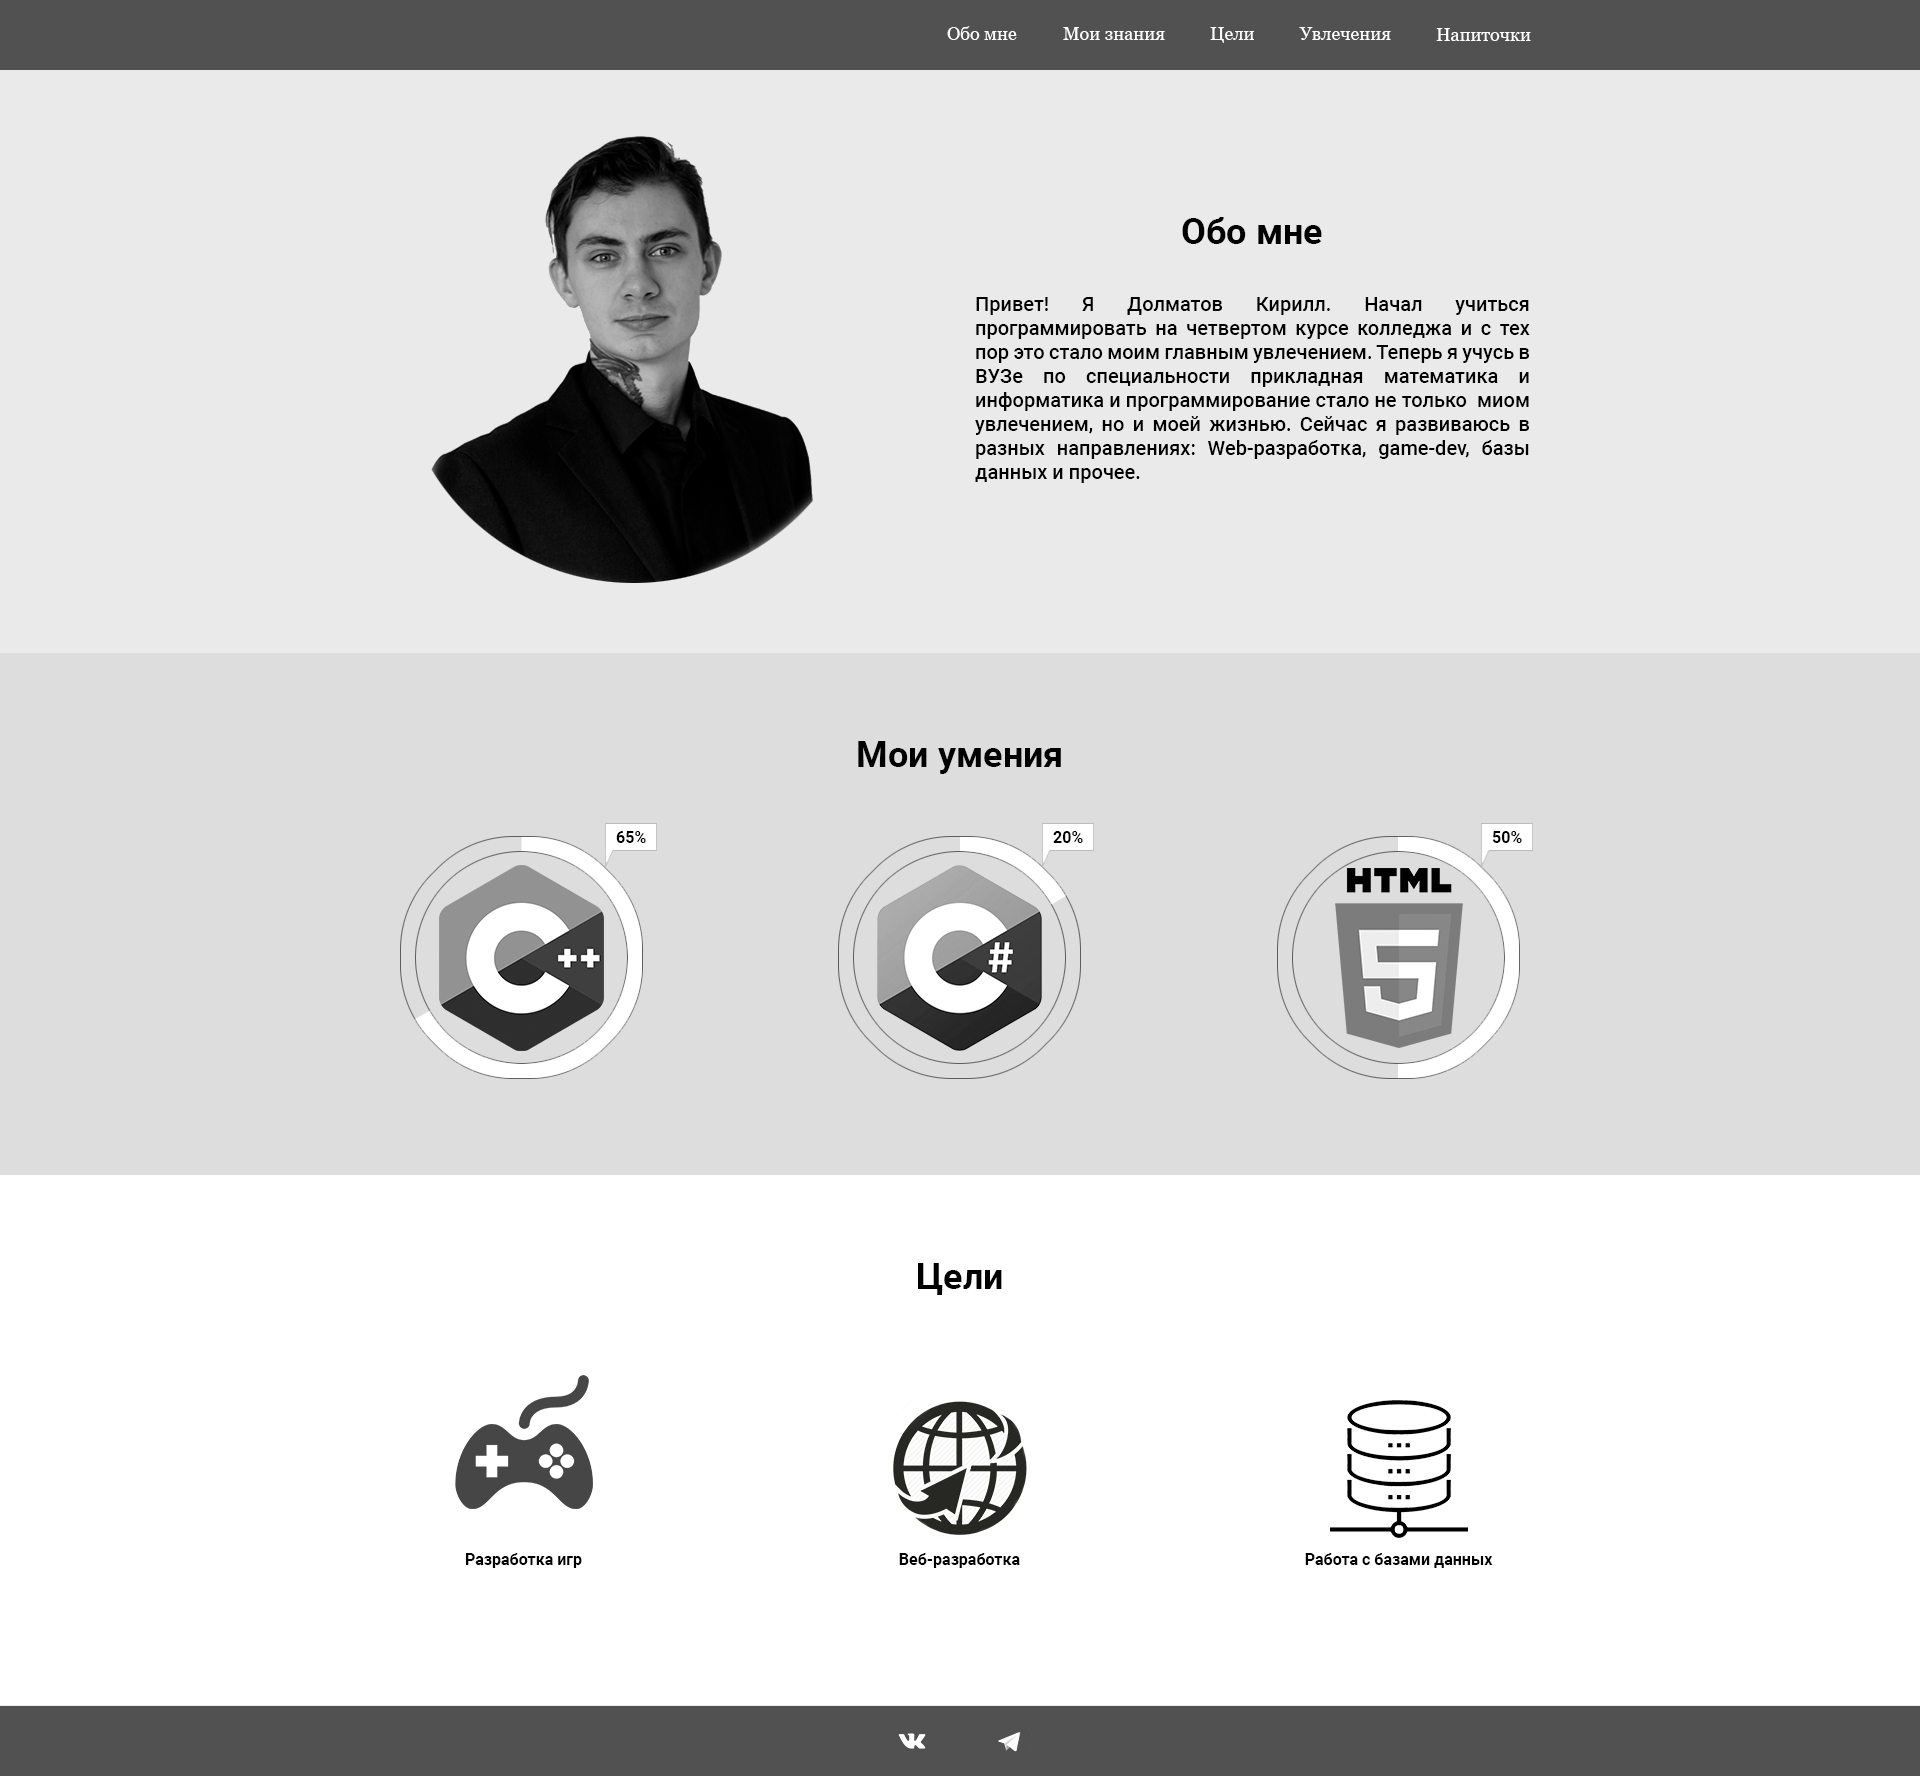 Обо мне Мои знания Цели Увлечения Напиточки
Обо мне
Привет! Я Долматов Кирилл. Начал учиться
программировать на четвертом курсе колледжа и с тех
пор это стало моим главным увлечением. Теперь я учусь в
ВУЗе по специальности прикладная математика и
информатика и программирование стало не только миом
увлечением, но и моей жизнью. Сейчас я развиваюсь в
разных направлениях: Web-разработка, game-dev, базы
данных и прочее.
Мои умения
65% 20% 50%
C++ C# HTML
5
Цели
Разработка игр Веб-разработка Работа с базами данных